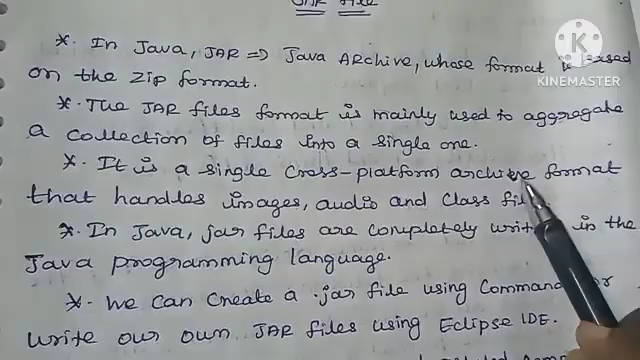 JAR File
*. In Java, JAR => Java ARchive, whose format is based
on the Zip format.
*. The JAR files format is mainly used to aggregate
a collection of files into a single one.
*. It is a single cross-platform archive format
that handles images, audio and class
*. In Java, jar files are completely in the
Java programming language.
*. We can create a .jar file using Command or
write our own JAR files using Eclipse IDE.
K
KINEMASTER